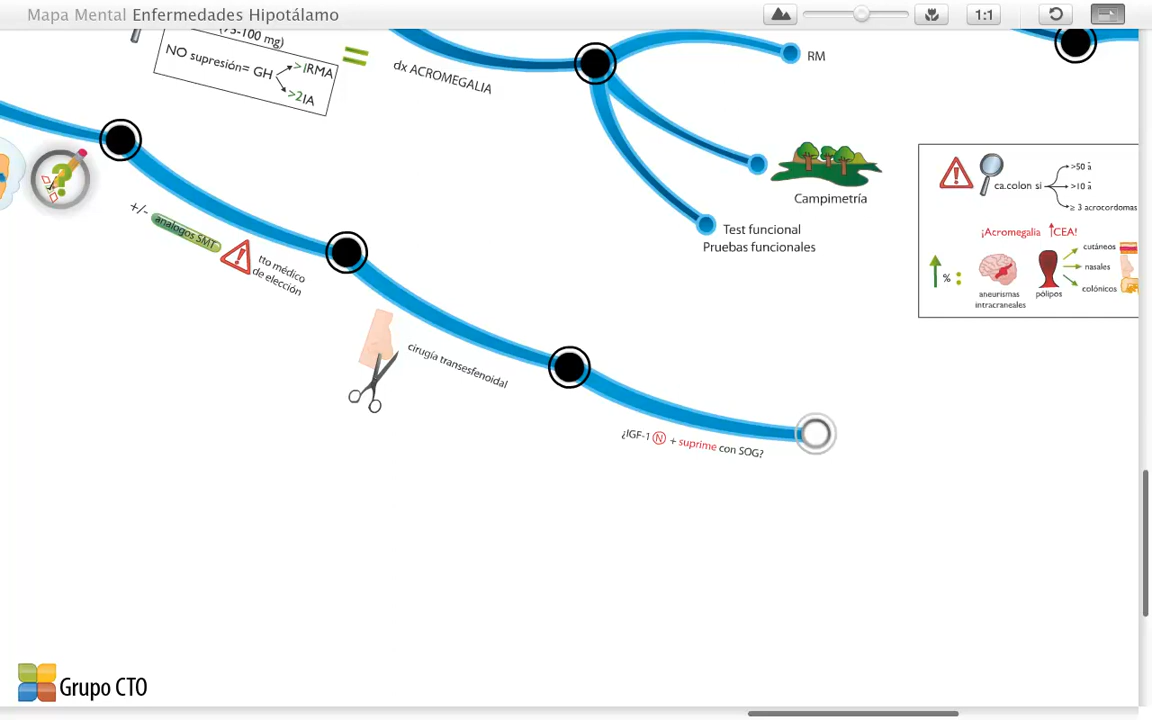 Mapa Mental Enfermedades Hipotálamo
1:1
(75-100 mg)
NO supresión= GH
>1RMA
>2IA
dx ACROMEGALIA
RM
Campimetría
Test funcional
Pruebas funcionales
+/-
analogos SMT
tto médico
de elección
cirugía transesfenoidal
¿IGF-1 N + suprime con SOG?
ca.colon si
>50 ā
>10 ā
≥ 3 acrocordomas
¡Acromegalia ↑CEA!
↑ % :
aneurismas
intracraneales
pólipos
cutáneos
nasales
colónicos
Grupo CTO